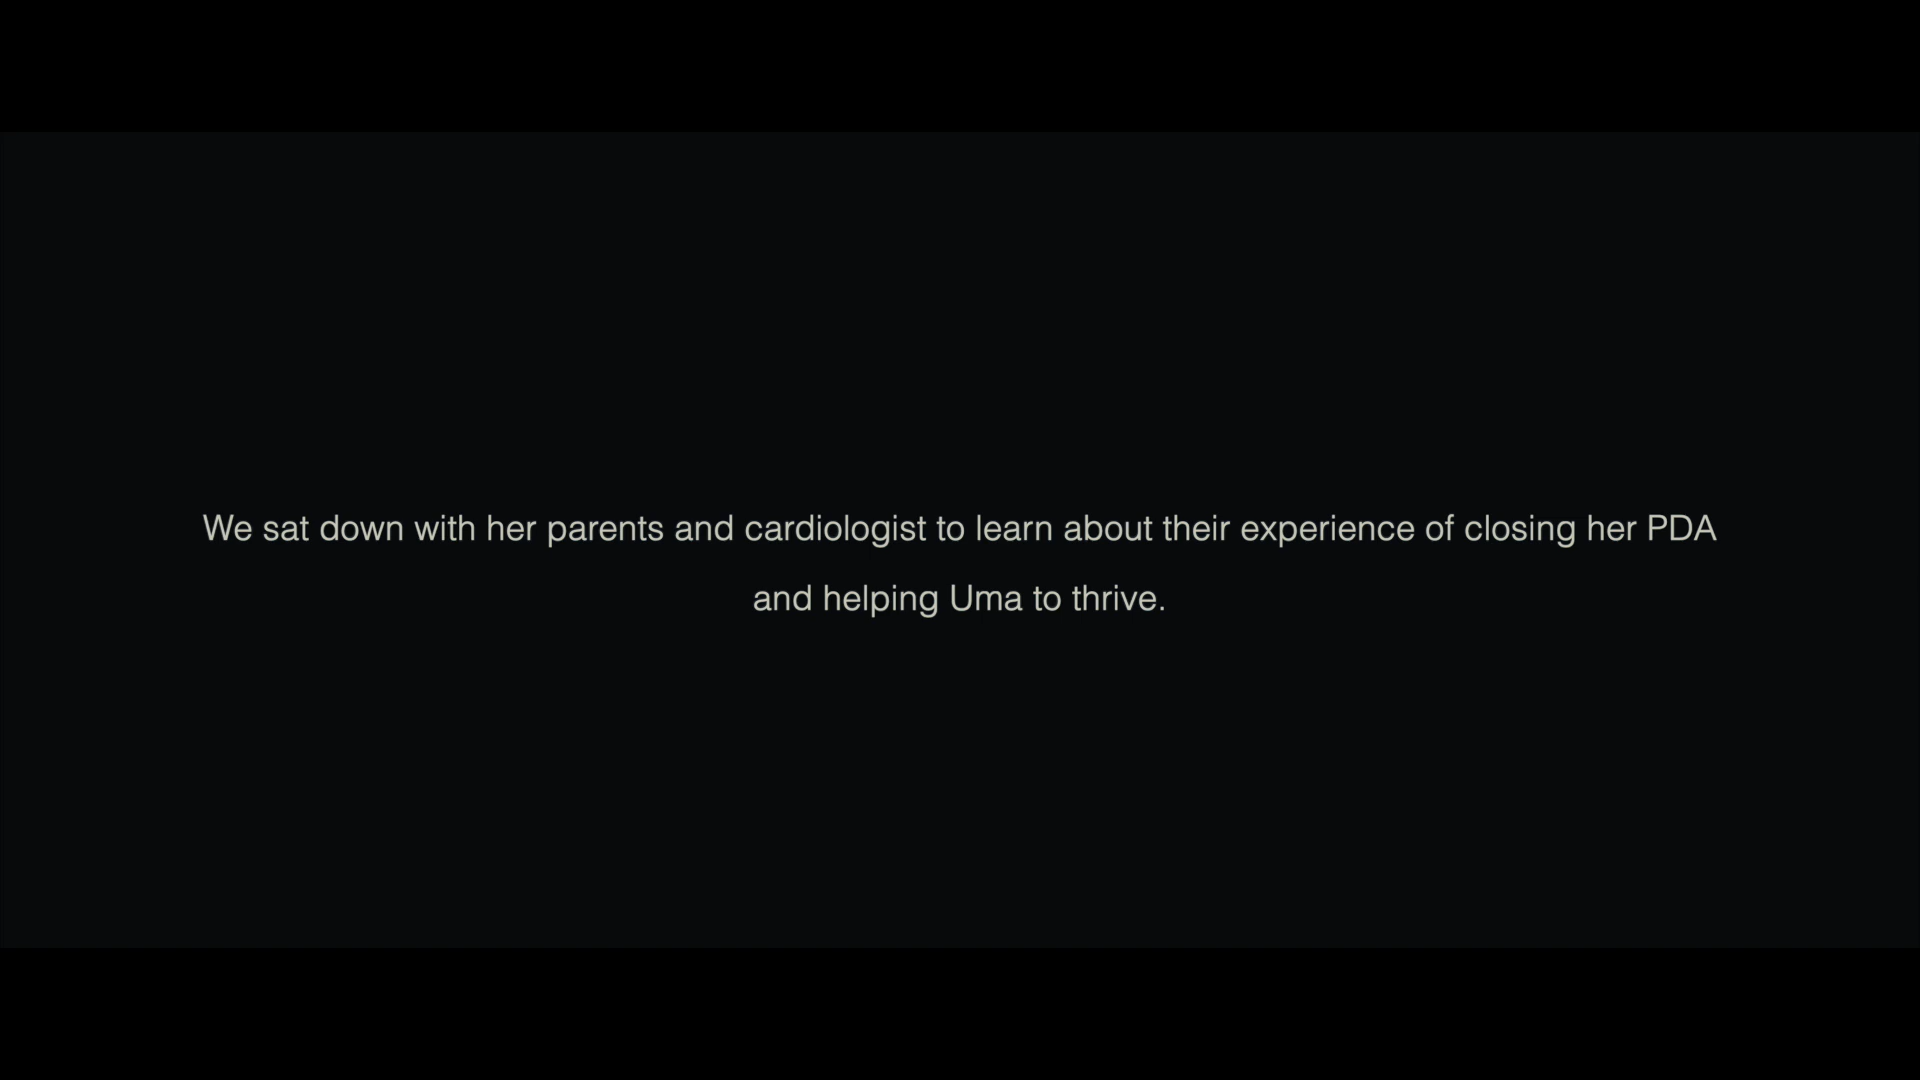 We sat down with her parents and cardiologist to learn about their experience of closing her PDA
and helping Uma to thrive.